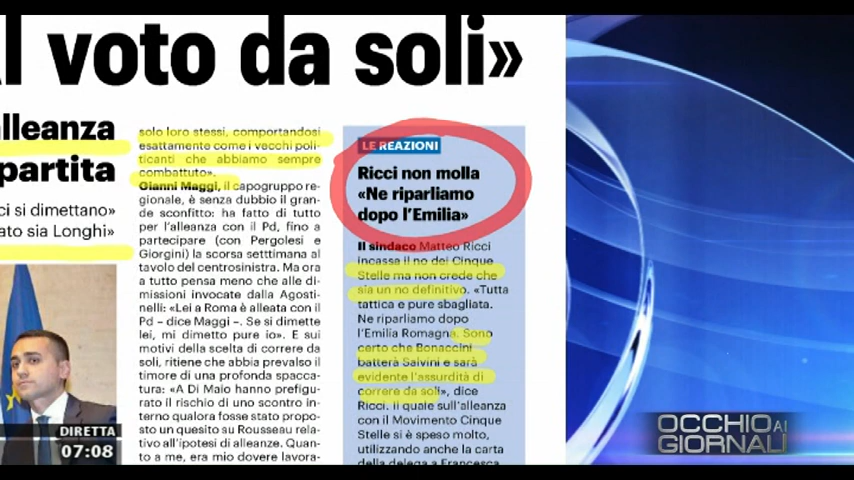 l voto da soli»
lleanza
partita
ci si dimettano»
ato sia Longhi»
solo loro stessi, comportandosi
esattamente come i vecchi poli-
ticanti che abbiamo sempre
combattuto».
Gianni Maggi, il capogruppo re-
gionale, è senza dubbio il gran-
de sconfitto: ha fatto di tutto
per l'alleanza con il Pd, fino a
partecipare (con Pergolesi e
Giorgini) la scorsa settimana al
tavolo del centrosinistra. Ma ora
a tutto pensa meno che alle di-
missioni invocate dalla Agosti-
nelli: «Lei a Roma è alleata con il
Pd – dice Maggi –. Se si dimette
lei, mi dimetto pure io». E sui
motivi della scelta di correre da
soli, ritiene che abbia prevalso il
timore di una profonda spacca-
tura: «A Di Maio hanno prefigu-
rato il rischio di uno scontro in-
terno qualora fosse stato propo-
sto un quesito su Rousseau rela-
tivo all'ipotesi di alleanze. Quan-
to a me, ero mio dovere lavora-
LE REAZIONI
Ricci non molla
«Ne riparliamo
dopo l'Emilia»
Il sindaco Matteo Ricci
incassa il no dei Cinque
Stelle ma non crede che
sia un no definitivo. «Tutta
tattica e pure sbagliata.
Ne riparliamo dopo
l'Emilia Romagna. Sono
certo che Bonaccini
batterà Salvini e sarà
evidente l'assurdità di
correre da soli», dice
Ricci. Il quale sull'alleanza
con il Movimento Cinque
Stelle si è speso molto,
utilizzando anche la carta
della delega a Francesca
DIRETTA
07:08
OCCHIO AI
GIORNALI